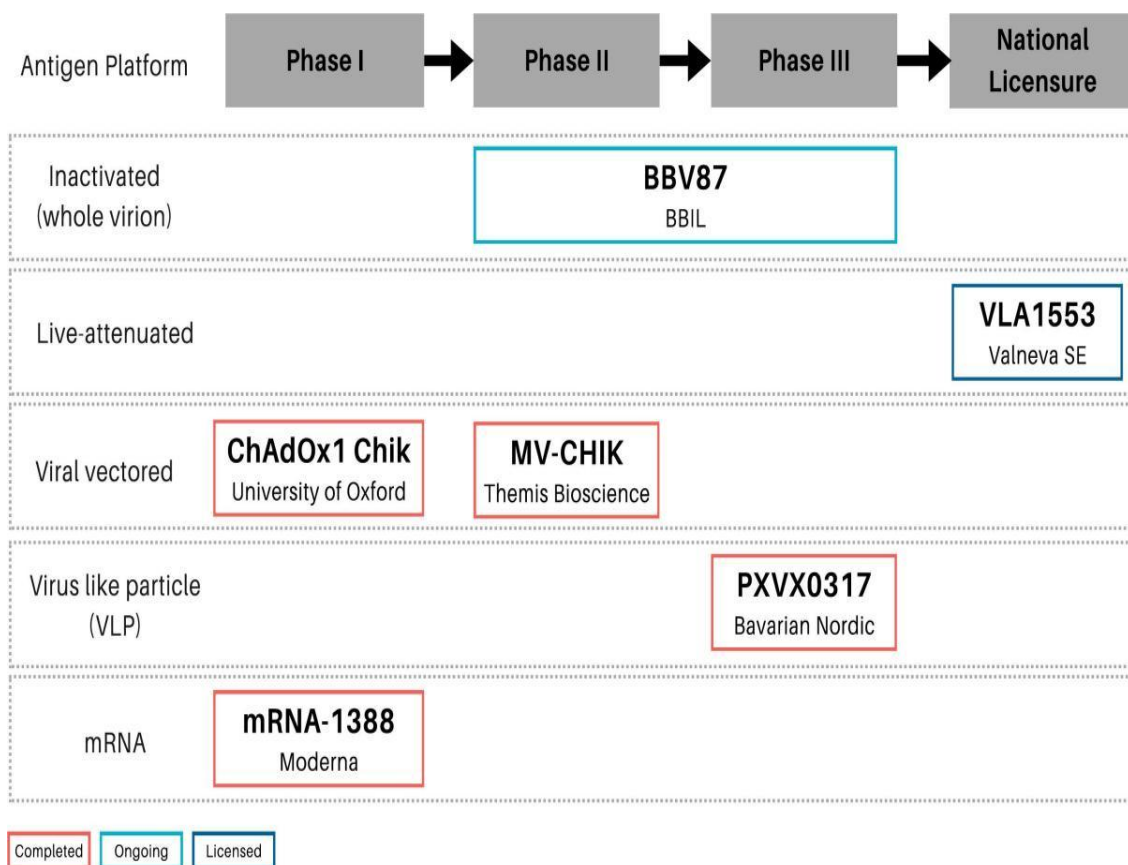 Antigen Platform
Phase I
Phase II
Phase III
National
Licensure
Inactivated
(whole virion)
BBV87
BBIL
Live-attenuated
VLA1553
Valneva SE
Viral vectored
ChAdOx1 Chik
University of Oxford
MV-CHIK
Themis Bioscience
Virus like particle
(VLP)
PXVX0317
Bavarian Nordic
mRNA
mRNA-1388
Moderna
Completed
Ongoing
Licensed